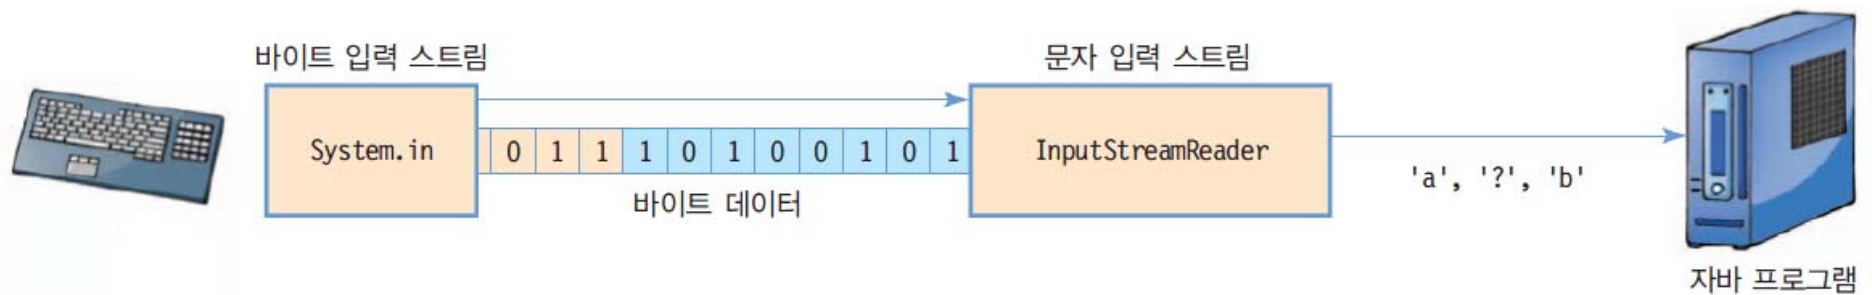 바이트 입력 스트림
문자 입력 스트림
System.in
0 1 1 1 0 1 0 0 1 0 1
InputStreamReader
바이트 데이터
'a', '?', 'b'
자바 프로그램